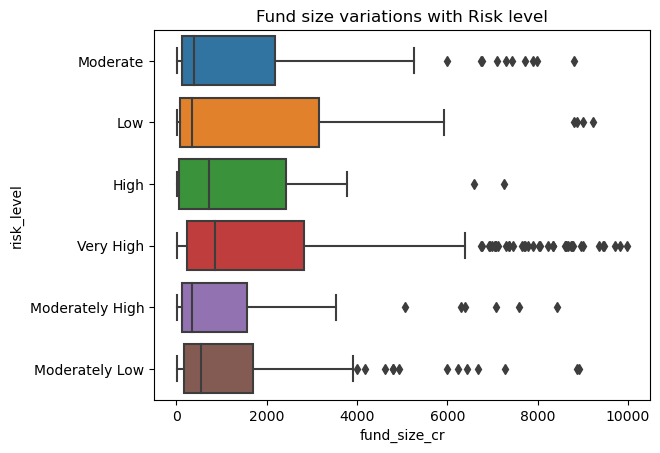 Fund size variations with Risk level
Moderate
Low
High
Very High
Moderately High
Moderately Low
risk_level
0 2000 4000 6000 8000 10000
fund_size_cr